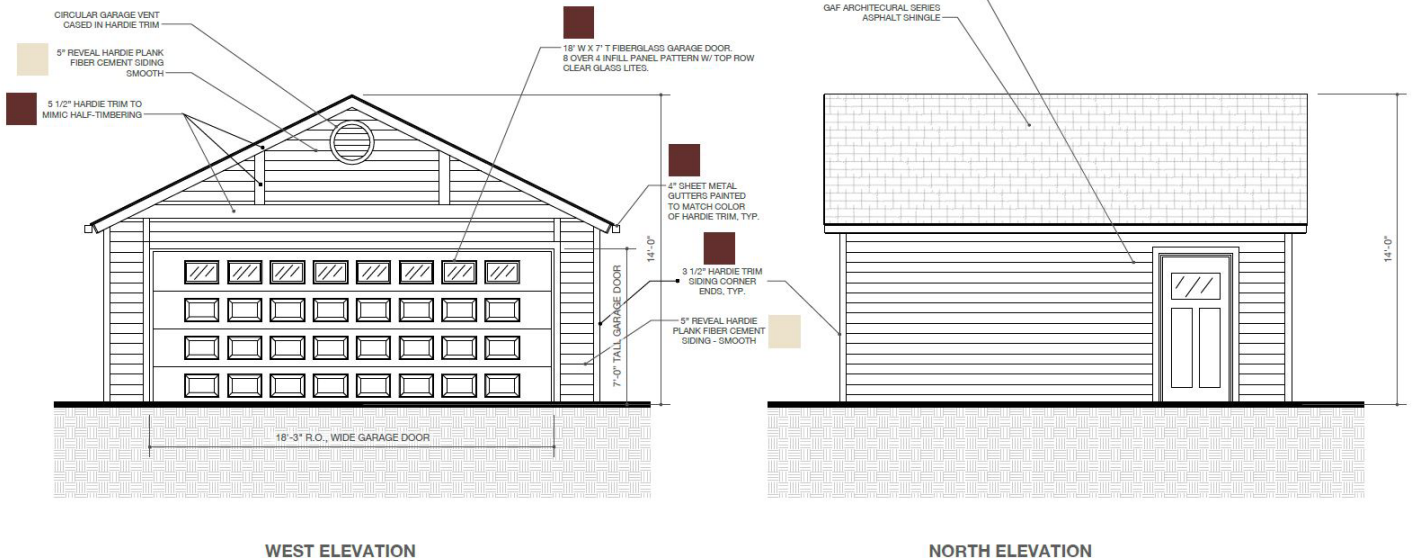 CIRCULAR GARAGE VENT
CASED IN HARDIE TRIM
5" REVEAL HARDIE PLANK
FIBER CEMENT SIDING
SMOOTH
5 1/2" HARDIE TRIM TO
MIMIC HALF-TIMBERING
18' W X 7' T FIBERGLASS GARAGE DOOR.
8 OVER 4 INFILL PANEL PATTERN W/ TOP ROW
CLEAR GLASS LITES.
4" SHEET METAL
GUTTERS PAINTED
TO MATCH COLOR
OF HARDIE TRIM, TYP.
14'-0"
3 1/2" HARDIE TRIM
SIDING CORNER
ENDS, TYP.
7'-0" TALL GARAGE DOOR
5" REVEAL HARDIE
PLANK FIBER CEMENT
SIDING - SMOOTH
18'-3" R.O., WIDE GARAGE DOOR
WEST ELEVATION
GAF ARCHITECURAL SERIES
ASPHALT SHINGLE
14'-0"
NORTH ELEVATION